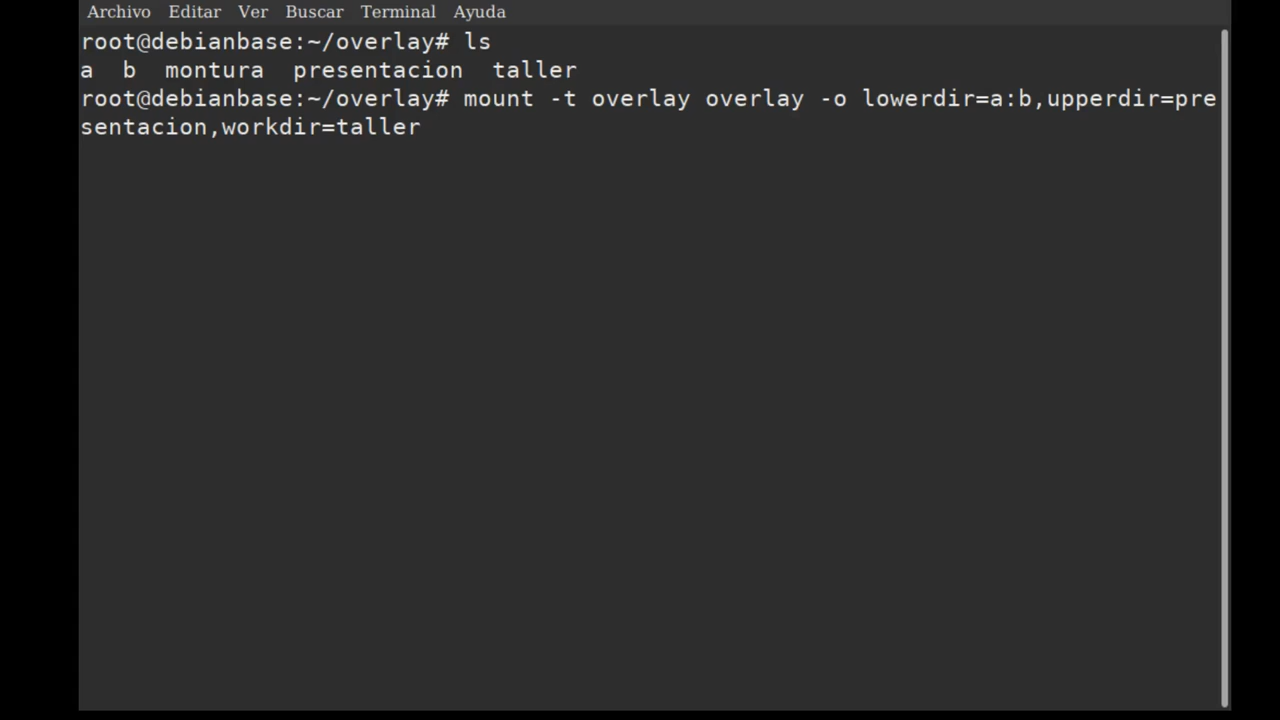 Archivo Editar Ver Buscar Terminal Ayuda
root@debianbase:~/overlay# ls
a  b  montura  presentacion  taller
root@debianbase:~/overlay# mount -t overlay overlay -o lowerdir=a:b,upperdir=pre
sentacion,workdir=taller